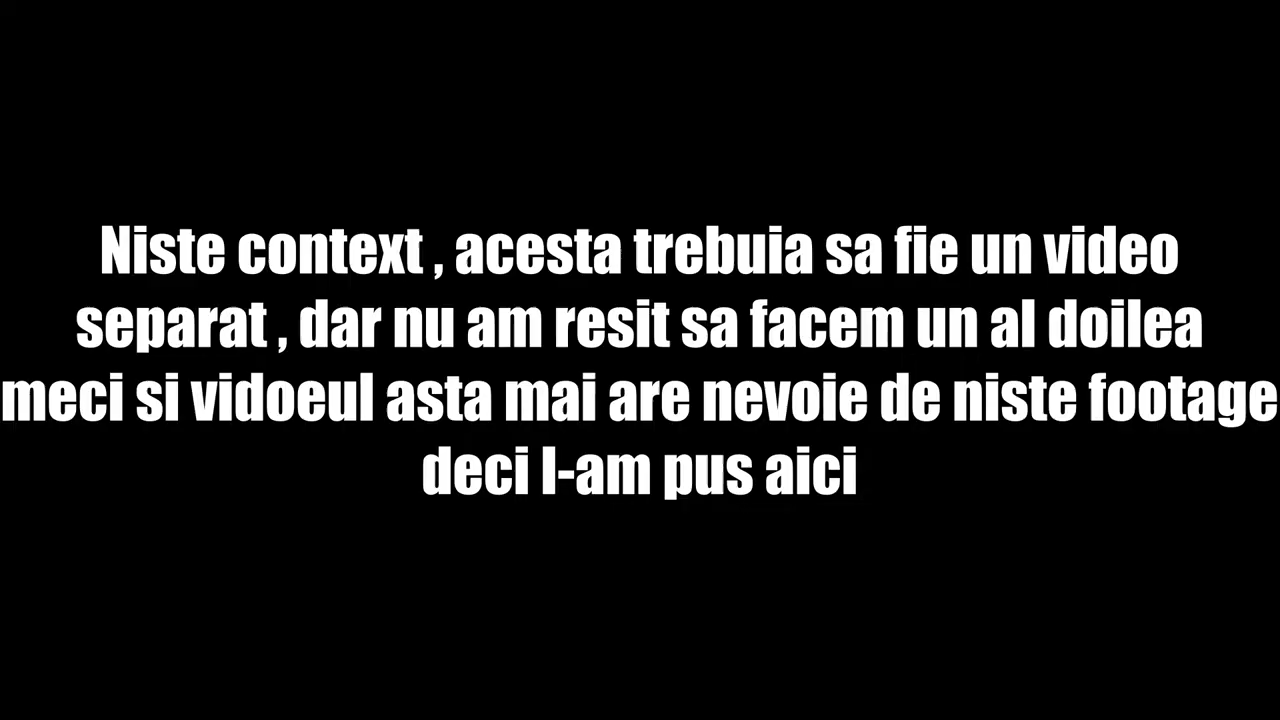 Niste context , acesta trebuia sa fie un video
separat , dar nu am resit sa facem un al doilea
meci si vidoeul asta mai are nevoie de niste footage
deci l-am pus aici